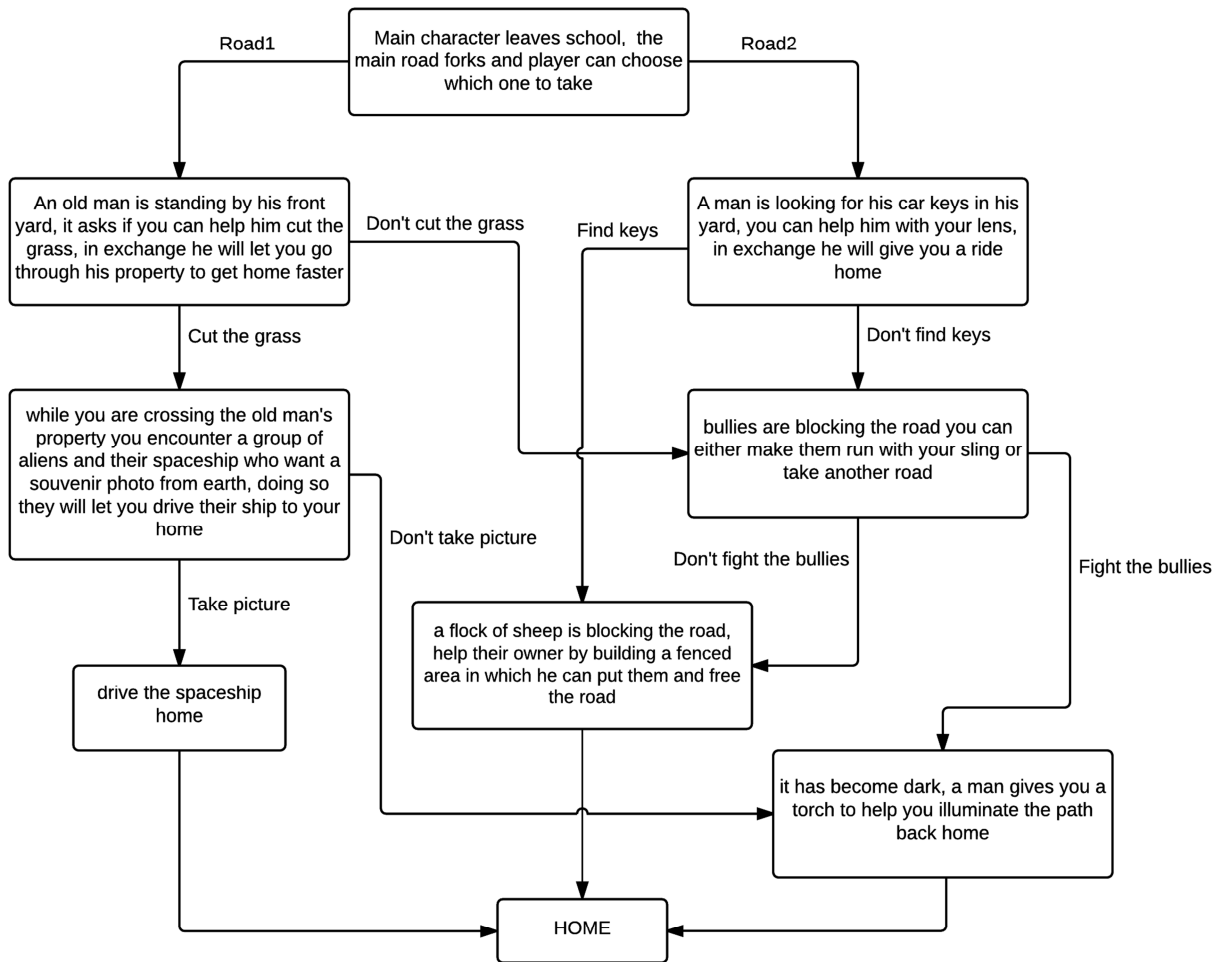 Road1
Main character leaves school, the
main road forks and player can choose
which one to take
Road2
An old man is standing by his front
yard, it asks if you can help him cut the
grass, in exchange he will let you go
through his property to get home faster
Don't cut the grass
Find keys
A man is looking for his car keys in his
yard, you can help him with your lens,
in exchange he will give you a ride
home
Cut the grass
Don't find keys
while you are crossing the old man's
property you encounter a group of
aliens and their spaceship who want a
souvenir photo from earth, doing so
they will let you drive their ship to your
home
bullies are blocking the road you can
either make them run with your sling or
take another road
Don't take picture
Don't fight the bullies
Fight the bullies
Take picture
a flock of sheep is blocking the road,
help their owner by building a fenced
area in which he can put them and free
the road
drive the spaceship
home
it has become dark, a man gives you a
torch to help you illuminate the path
back home
HOME